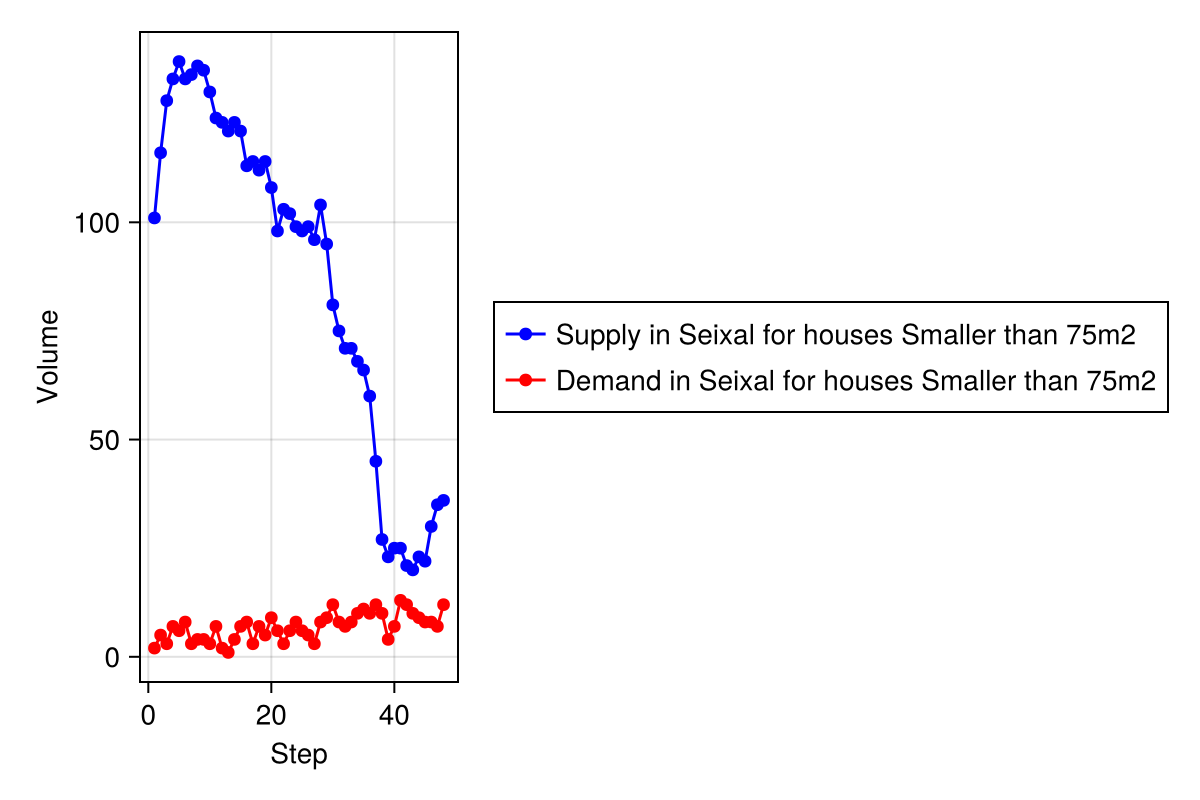 Volume
100
50
0
0 20 40
Step
Supply in Seixal for houses Smaller than 75m2
Demand in Seixal for houses Smaller than 75m2